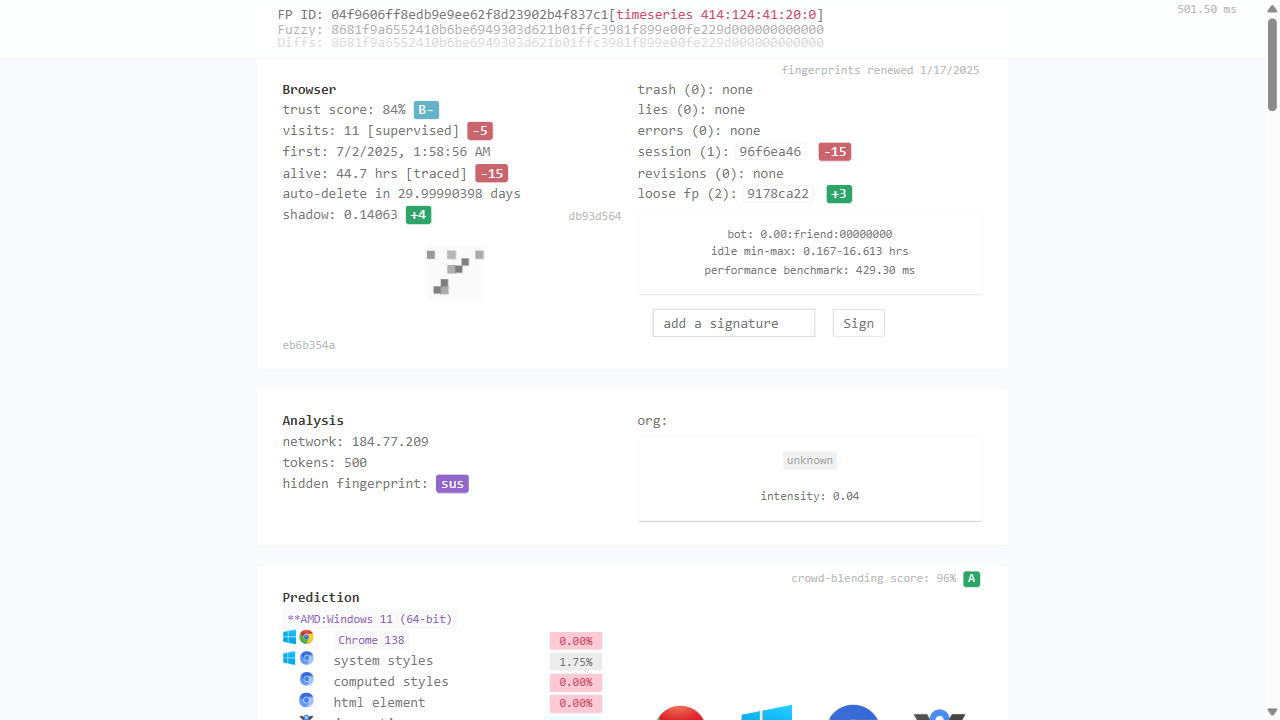 FP ID: 04f9606ff8edb9e9ee62f8d23902b4f837c1[timeseries 414:124:41:20:0]
501.50 ms
Fuzzy: 8681f9a6552410b6be6949303d621b01ffc3981f899e00fe229d000000000000
Diffs: 8681f9a6552410b6be6949303d621b01ffc3981f899e00fe229d000000000000
fingerprints renewed 1/17/2025
Browser
trust score: 84% B-
visits: 11 [supervised] -5
first: 7/2/2025, 1:58:56 AM
alive: 44.7 hrs [traced] -15
auto-delete in 29.99990398 days
shadow: 0.14063 +4
db93d564
eb6b354a
trash (0): none
lies (0): none
errors (0): none
session (1): 96f6ea46 -15
revisions (0): none
loose fp (2): 9178ca22 +3
bot: 0.00:friend:00000000
idle min-max: 0.167-16.613 hrs
performance benchmark: 429.30 ms
add a signature Sign
Analysis
network: 184.77.209
tokens: 500
hidden fingerprint: sus
org:
unknown
intensity: 0.04
crowd-blending score: 96% A
Prediction
**AMD:Windows 11 (64-bit)
Chrome 138 0.00%
system styles 1.75%
computed styles 0.00%
html element 0.00%